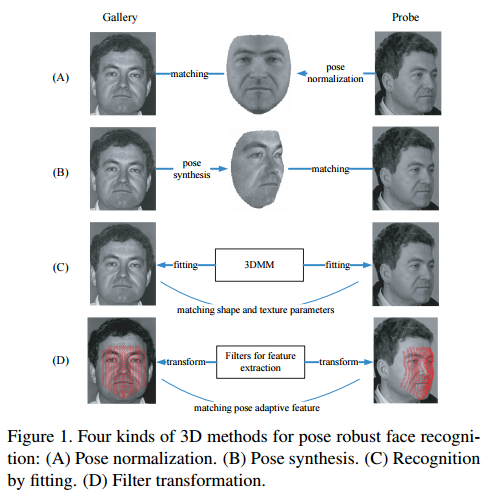 Gallery
Probe
(A)
matching
pose
normalization
(B)
pose
synthesis
matching
(C)
fitting
3DMM
fitting
matching shape and texture parameters
(D)
transform
Filters for feature
extraction
transform
matching pose adaptive feature
Figure 1. Four kinds of 3D methods for pose robust face recogni-
tion: (A) Pose normalization. (B) Pose synthesis. (C) Recognition
by fitting. (D) Filter transformation.